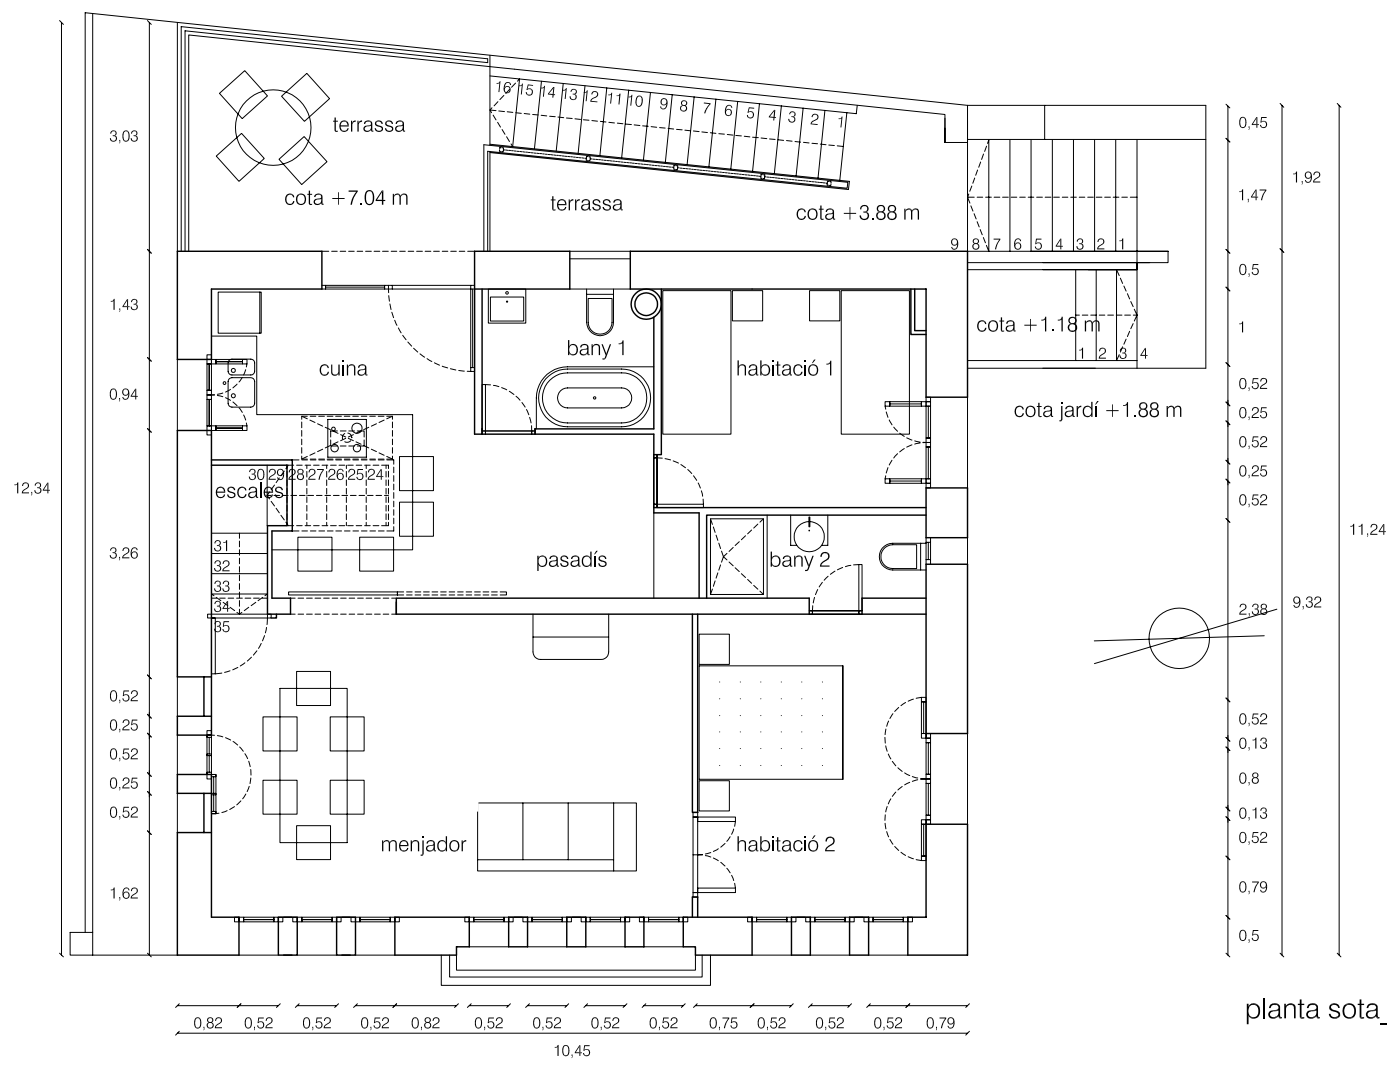 16 15 14 13 12 11 10 9 8 7 6 5 4 3 2 1
terrassa
cota +7.04 m
terrassa
cota +3.88 m
9 8 7 6 5 4 3 2 1
cuina
bany 1
habitació 1
cota +1.18 m
1 2 3 4
cota jardí +1.88 m
30 29 28 27 26 25 24
escales
31
32
33
34
35
pasadís
bany 2
menjador
habitació 2
12,34
3,03
1,43
0,94
3,26
0,52
0,25
0,52
0,25
0,52
1,62
0,45
1,47
0,5
1
0,52
0,25
0,52
0,25
0,52
2,38
0,52
0,13
0,8
0,13
0,52
0,79
0,5
1,92
9,32
11,24
0,82 0,52 0,52 0,52 0,82 0,52 0,52 0,52 0,52 0,75 0,52 0,52 0,52 0,79
10,45
planta sota_